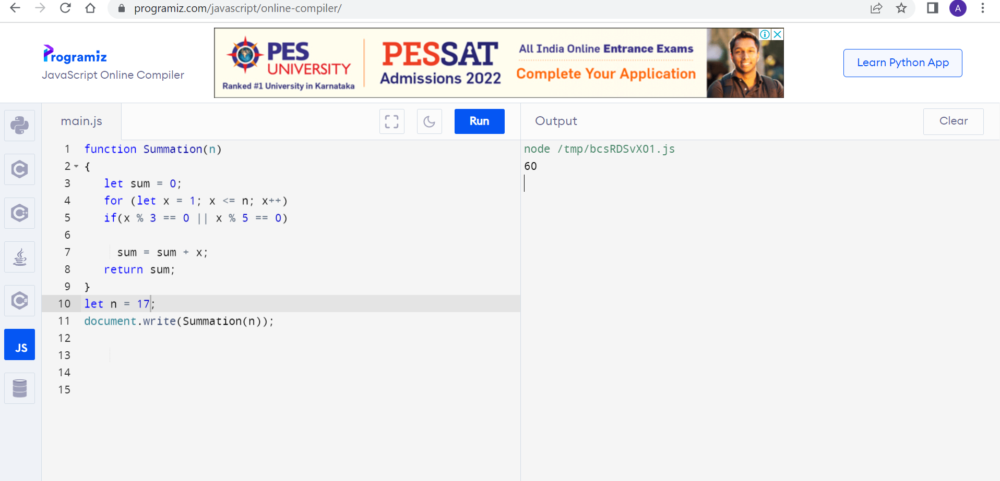 programiz.com/javascript/online-compiler/
A
Programiz
JavaScript Online Compiler
PES
UNIVERSITY
Ranked #1 University in Karnataka
PESSAT
Admissions 2022
All India Online Entrance Exams
Complete Your Application
Learn Python App
main.js
Run
Output
Clear
1 function Summation(n)
2 {
3 let sum = 0;
4 for (let x = 1; x <= n; x++)
5 if(x % 3 == 0 || x % 5 == 0)
6
7 sum = sum + x;
8 return sum;
9 }
10 let n = 17;
11 document.write(Summation(n));
12
13
14
15
node /tmp/bcsRDSvXO1.js
60
C
C++
C#
JS